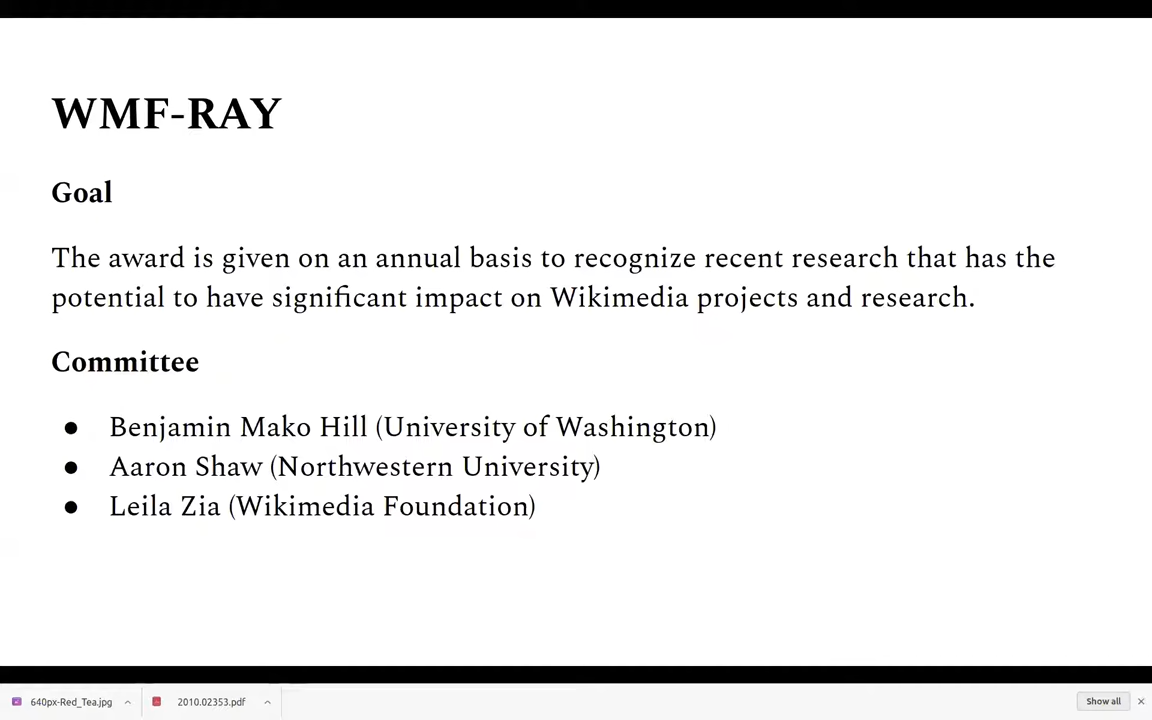 WMF-RAY
Goal
The award is given on an annual basis to recognize recent research that has the
potential to have significant impact on Wikimedia projects and research.
Committee
● Benjamin Mako Hill (University of Washington)
● Aaron Shaw (Northwestern University)
● Leila Zia (Wikimedia Foundation)
640px-Red_Tea.jpg 2010.02353.pdf Show all